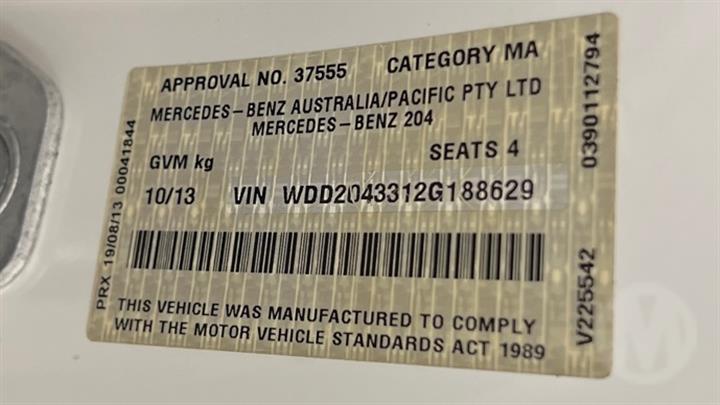 APPROVAL NO. 37555 CATEGORY MA
MERCEDES-BENZ AUSTRALIA/PACIFIC PTY LTD
MERCEDES-BENZ 204
GVM kg SEATS 4
10/13 VIN WDD2043312G188629
THIS VEHICLE WAS MANUFACTURED TO COMPLY
WITH THE MOTOR VEHICLE STANDARDS ACT 1989
PRX 19/08/13 00041844
V225542 0390112794
M